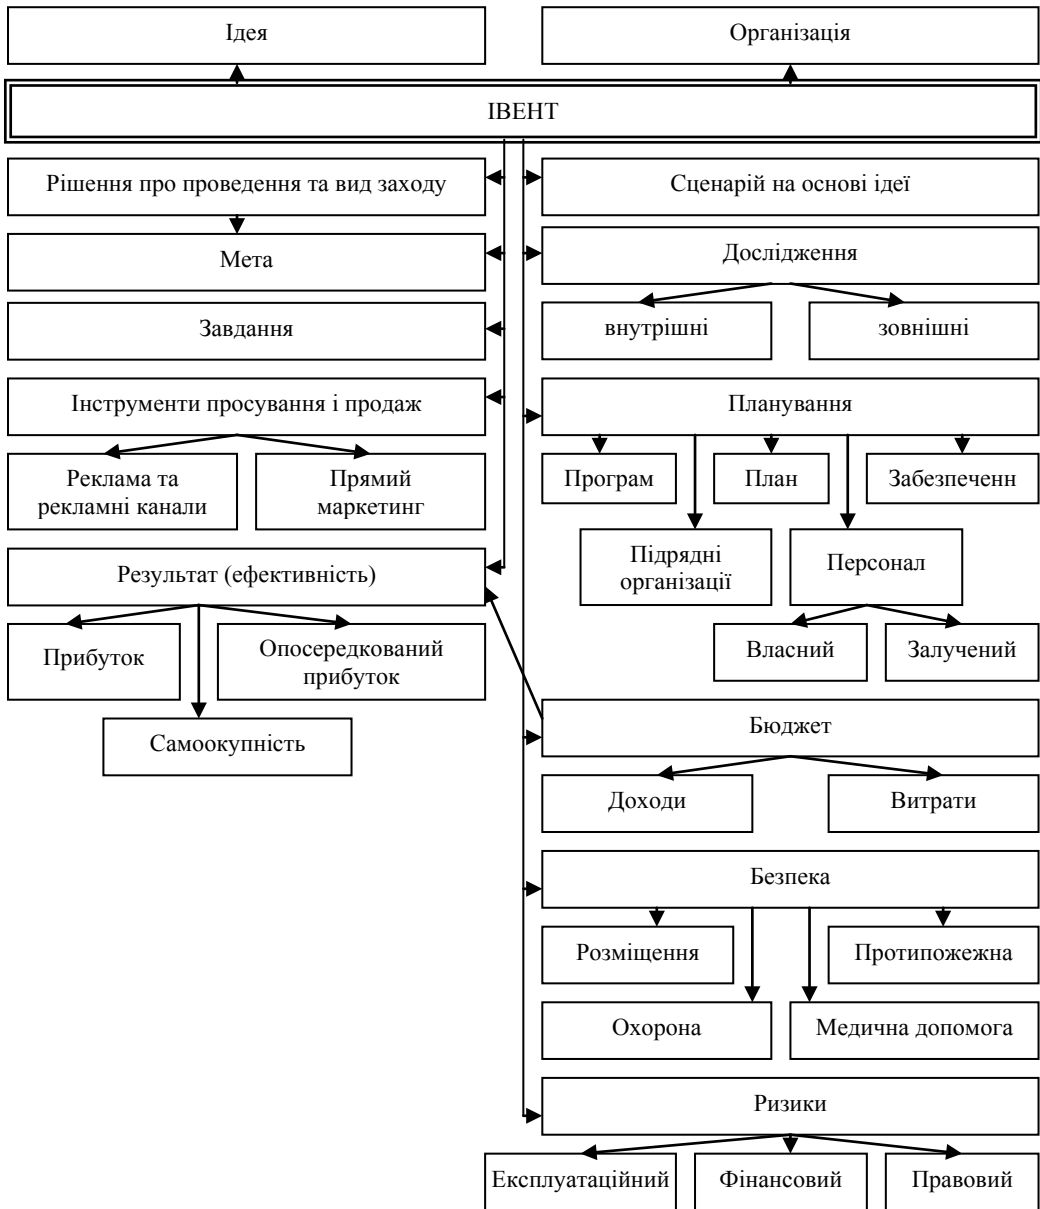 Ідея
Організація
ІВЕНТ
Рішення про проведення та вид заходу
Сценарій на основі ідеї
Мета
Дослідження
Завдання
внутрішні
зовнішні
Інструменти просування і продаж
Планування
Реклама та
рекламні канали
Прямий
маркетинг
Програм
План
Забезпеченн
Підрядні
організації
Персонал
Результат (ефективність)
Прибуток
Опосередкований
прибуток
Власний
Залучений
Самоокупність
Бюджет
Доходи
Витрати
Безпека
Розміщення
Протипожежна
Охорона
Медична допомога
Ризики
Експлуатаційний
Фінансовий
Правовий